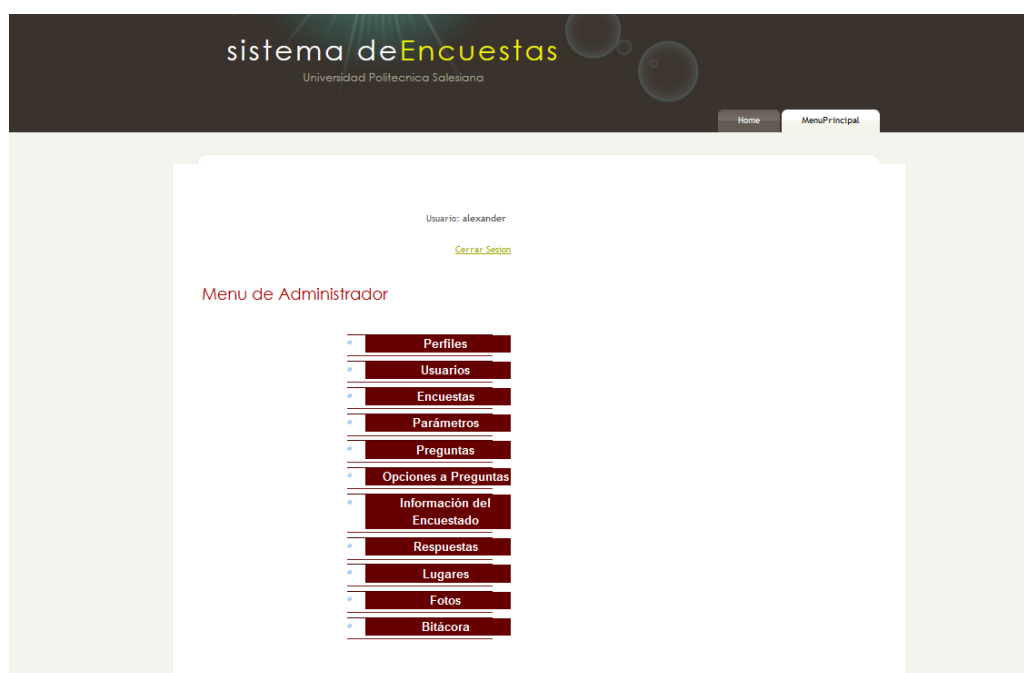 sistema deEncuestas
Universidad Politecnica Salesiana
Home MenuPrincipal
Usuario: alexander
Cerrar Sesion
Menu de Administrador
Perfiles
Usuarios
Encuestas
Parámetros
Preguntas
Opciones a Preguntas
Información del
Encuestado
Respuestas
Lugares
Fotos
Bitácora